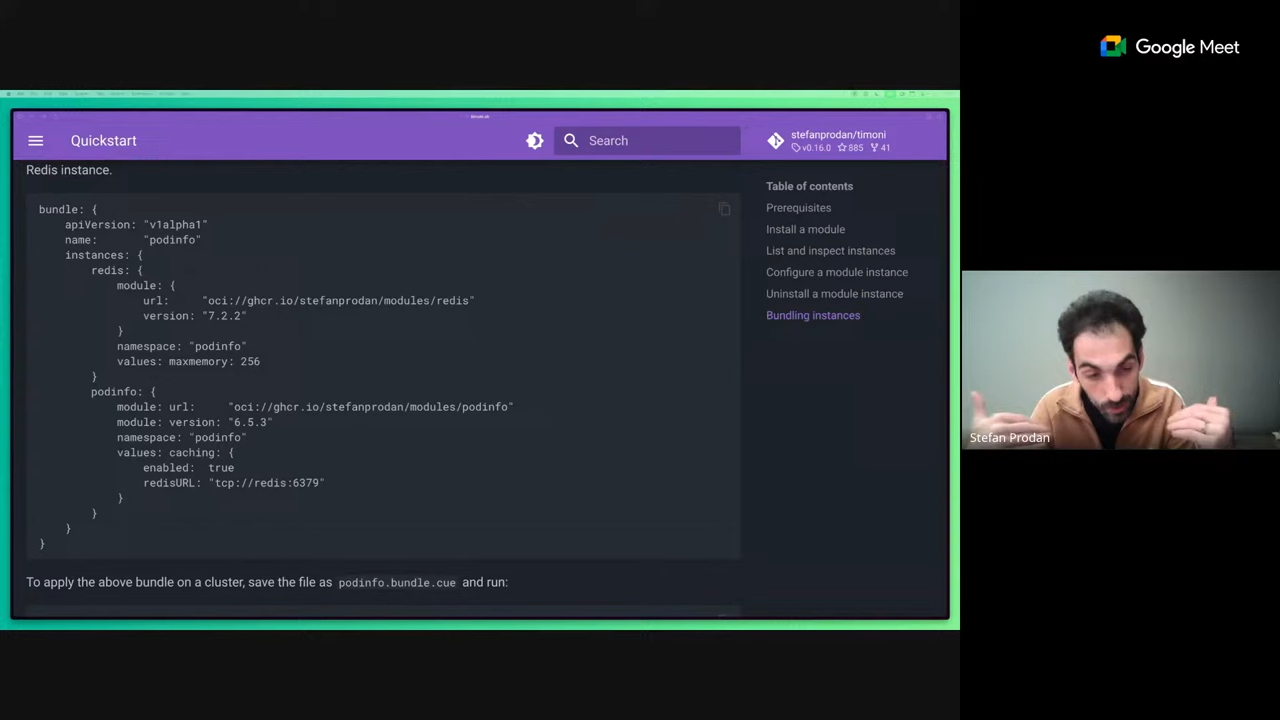 Google Meet
Quickstart
Search
stefanprodan/timoni
v0.16.0 885 41
Redis instance.
bundle: {
    apiVersion: "v1alpha1"
    name:       "podinfo"
    instances: {
        redis: {
            module: {
                url:     "oci://ghcr.io/stefanprodan/modules/redis"
                version: "7.2.2"
            }
            namespace: "podinfo"
            values: maxmemory: 256
        }
        podinfo: {
            module: url:     "oci://ghcr.io/stefanprodan/modules/podinfo"
            module: version: "6.5.3"
            namespace: "podinfo"
            values: caching: {
                enabled:  true
                redisURL: "tcp://redis:6379"
            }
        }
    }
}
To apply the above bundle on a cluster, save the file as podinfo.bundle.cue and run:
Table of contents
Prerequisites
Install a module
List and inspect instances
Configure a module instance
Uninstall a module instance
Bundling instances
Stefan Prodan